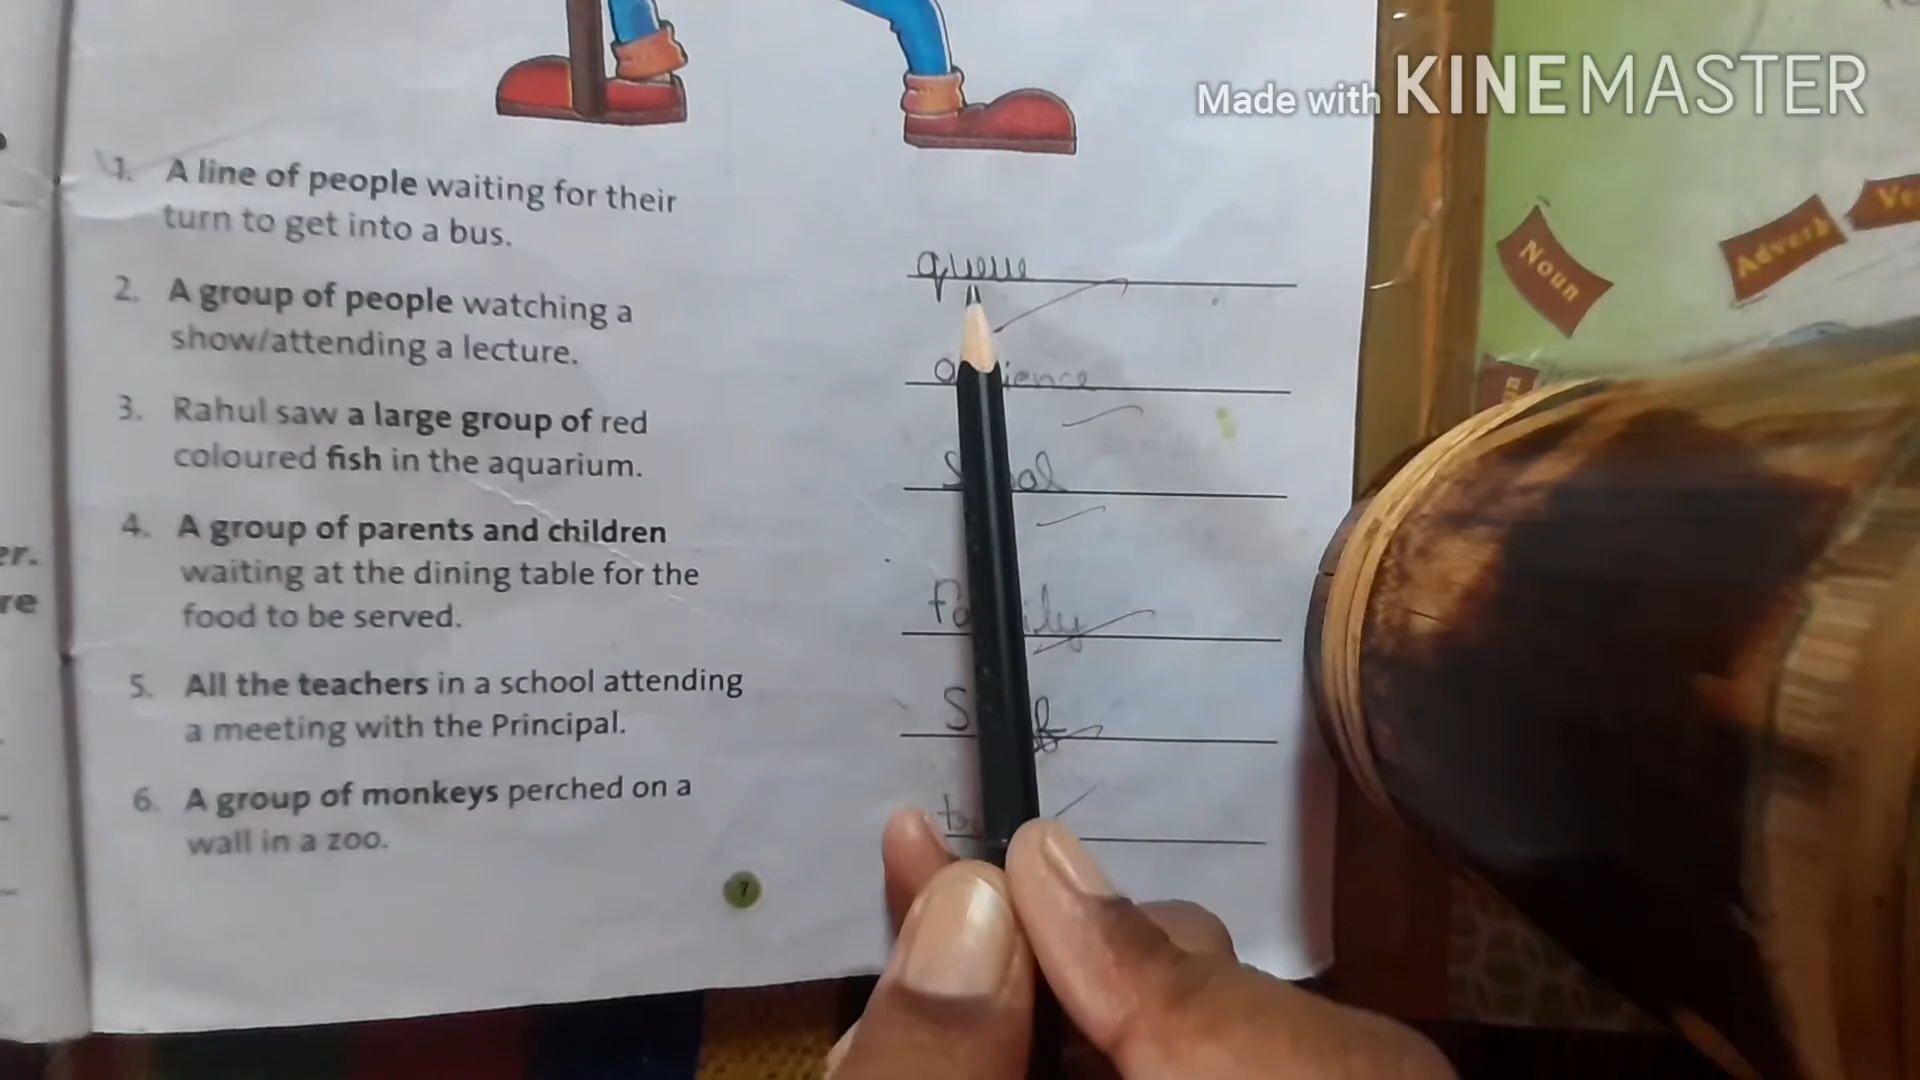 Made with KINEMASTER
1. A line of people waiting for their
turn to get into a bus.
queue
2. A group of people watching a
show/attending a lecture.
3. Rahul saw a large group of red
coloured fish in the aquarium.
4. A group of parents and children
waiting at the dining table for the
food to be served.
5. All the teachers in a school attending
a meeting with the Principal.
6. A group of monkeys perched on a
wall in a zoo.
7
er.
re
Noun
Adverb